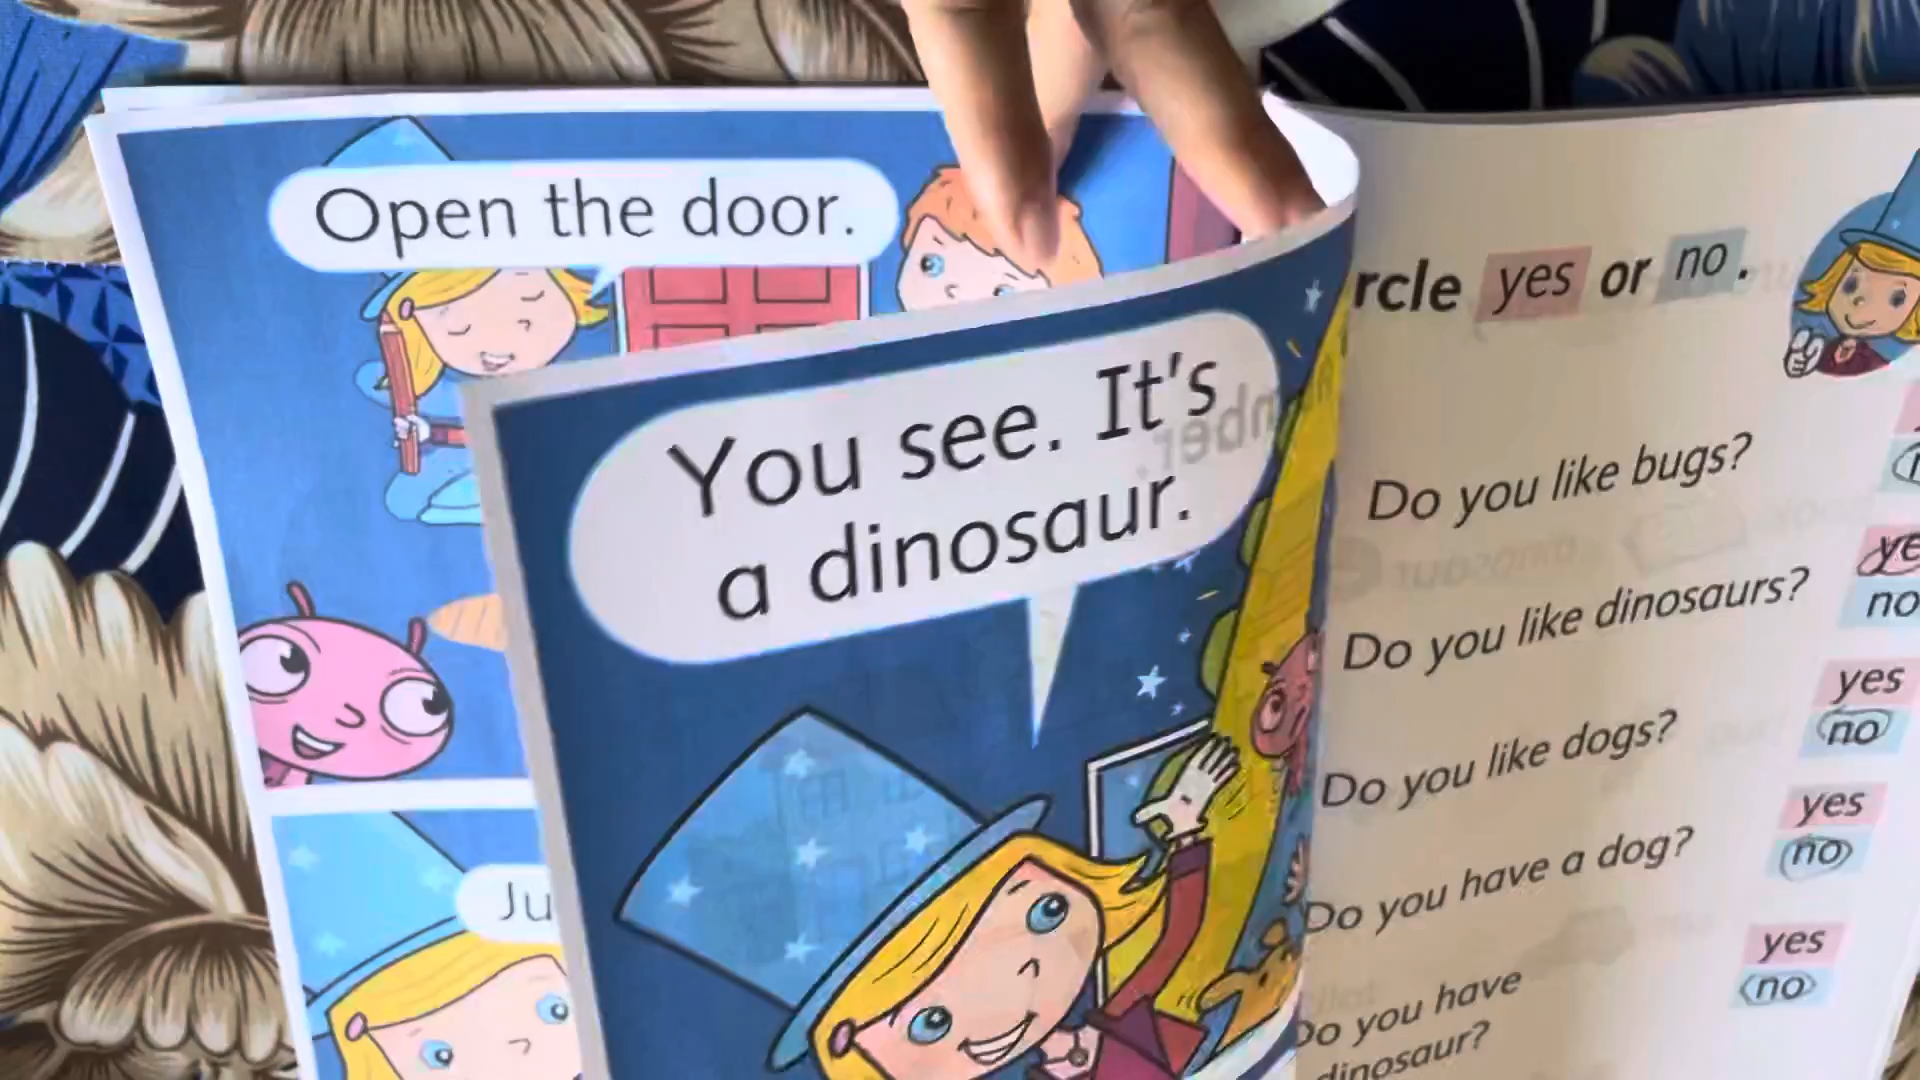 Open the door.
You see. It's
a dinosaur.
Ju
rcle yes or no.
Do you like bugs?
Do you like dinosaurs?
ye
no
Do you like dogs?
yes
no
Do you have a dog?
yes
no
Do you have
dinosaur?
yes
no